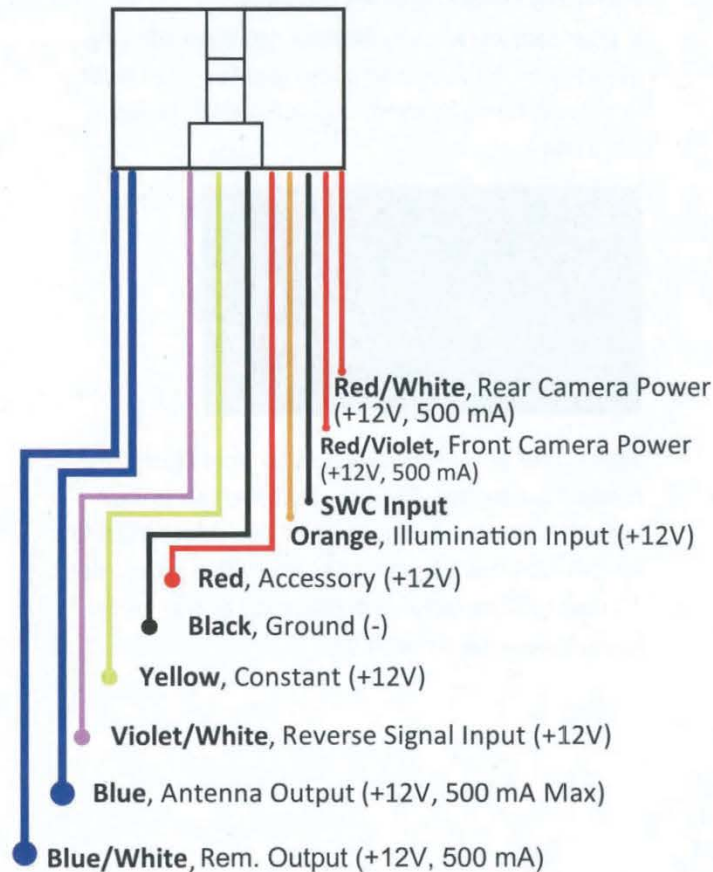 Red/White, Rear Camera Power
(+12V, 500 mA)
Red/Violet, Front Camera Power
(+12V, 500 mA)
SWC Input
Orange, Illumination Input (+12V)
Red, Accessory (+12V)
Black, Ground (-)
Yellow, Constant (+12V)
Violet/White, Reverse Signal Input (+12V)
Blue, Antenna Output (+12V, 500 mA Max)
Blue/White, Rem. Output (+12V, 500 mA)